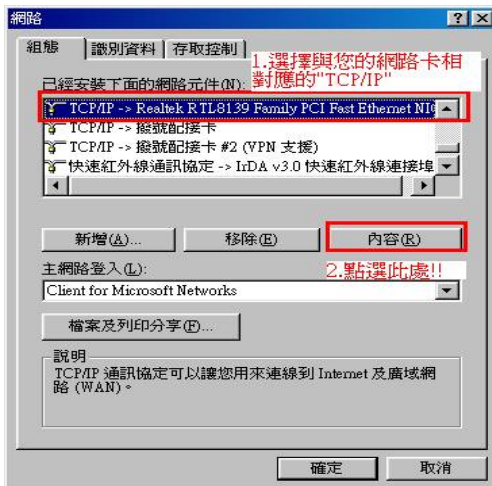 網路
組態 識別資料 存取控制
1.選擇與您的網路卡相
對應的"TCP/IP"
已經安裝下面的網路元件(N):
TCP/IP -> Realtek RTL8139 Family PCI Fast Ethernet NIC
TCP/IP -> 撥號配接卡
TCP/IP -> 撥號配接卡 #2 (VPN 支援)
快速紅外線通訊協定 -> IrDA v3.0 快速紅外線連接埠
新增(A)... 移除(E) 內容(R)
主網路登入(L):
2.點選此處!!
Client for Microsoft Networks
檔案及列印分享(F)...
說明
TCP/IP 通訊協定可以讓您用來連線到 Internet 及廣域網
路 (WAN)。
確定 取消